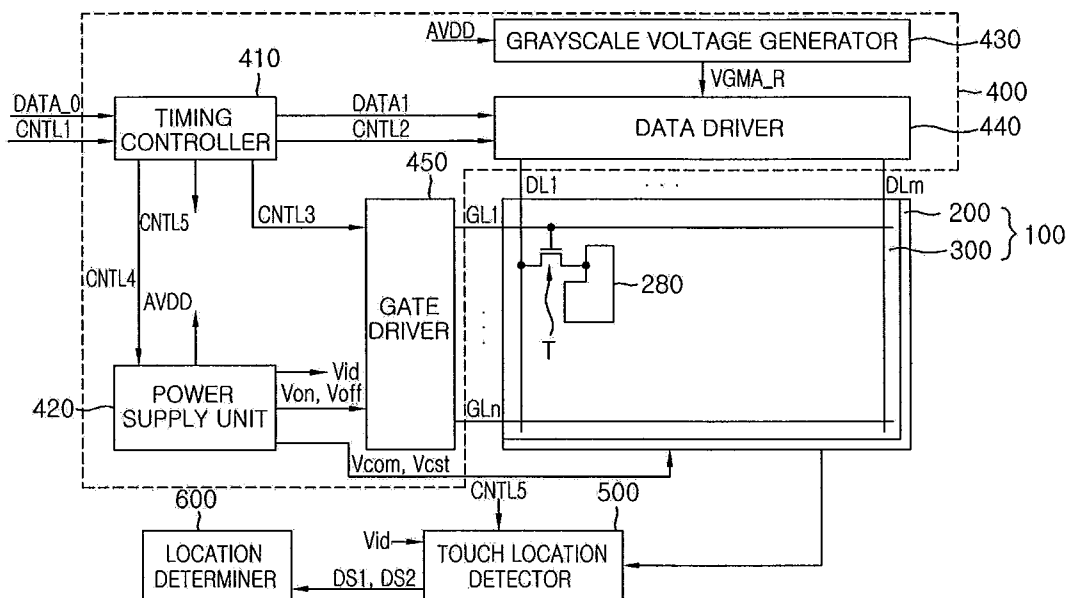 AVDD
GRAYSCALE VOLTAGE GENERATOR
430
410
VGMA_R
400
DATA_0
CNTL1
TIMING
CONTROLLER
DATA1
CNTL2
DATA DRIVER
440
450
DL1
. . .
DLm
CNTL5
CNTL3
GL1
200
300
100
CNTL4
AVDD
GATE
DRIVER
280
T
420
POWER
SUPPLY UNIT
Vid
Von, Voff
GLn
Vcom, Vcst
600
CNTL5
500
LOCATION
DETERMINER
Vid
DS1, DS2
TOUCH LOCATION
DETECTOR